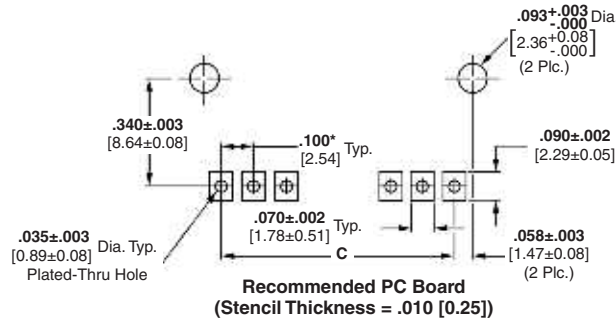 .093+.003 -.000 Dia
[2.36+0.08 -.000]
(2 Plc.)
.340±.003
[8.64±0.08]
.100* Typ.
[2.54]
.090±.002
[2.29±0.05]
.070±.002 Typ.
[1.78±0.51]
.035±.003 Dia. Typ.
[0.89±0.08]
Plated-Thru Hole
C
.058±.003
[1.47±0.08]
(2 Plc.)
Recommended PC Board
(Stencil Thickness = .010 [0.25])